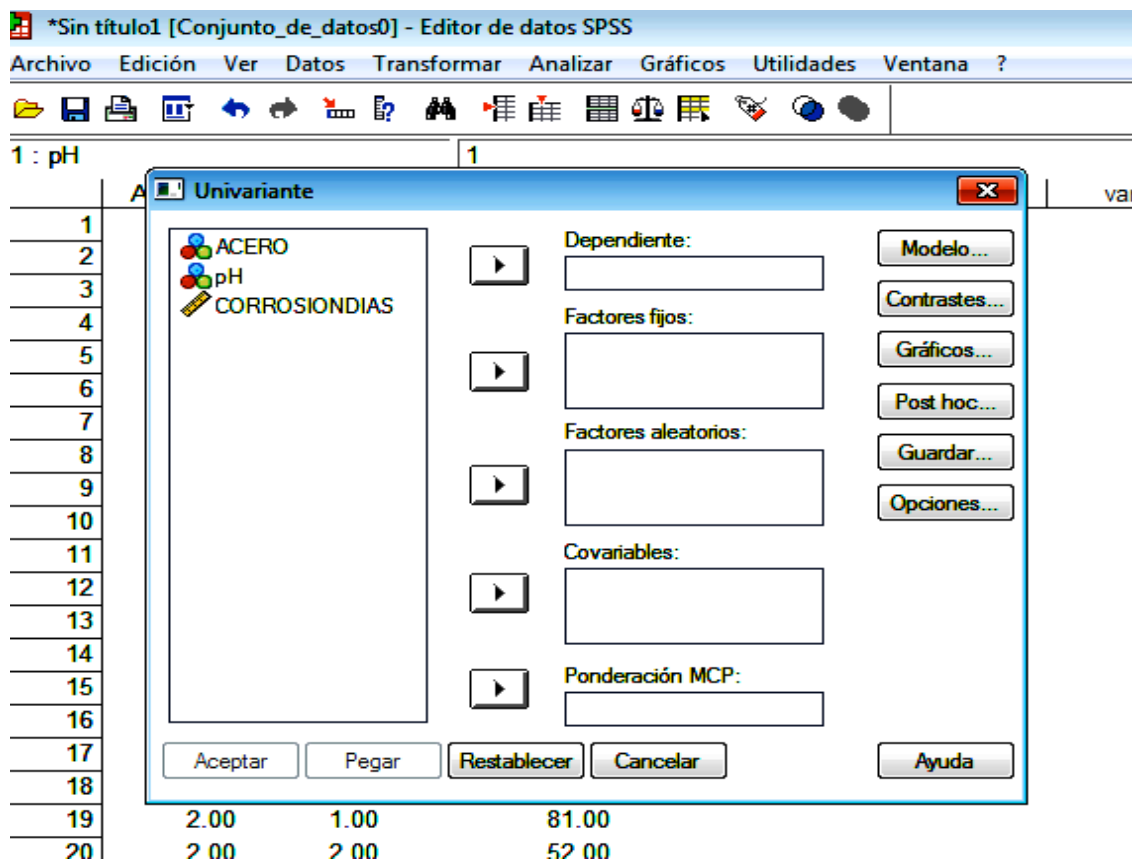 *Sin título1 [Conjunto_de_datos0] - Editor de datos SPSS
Archivo Edición Ver Datos Transformar Analizar Gráficos Utilidades Ventana ?
1 : pH 1
A Univariante var
1
2
3
4
5
6
7
8
9
10
11
12
13
14
15
16
17
18
ACERO
pH
CORROSIONDIAS
Dependiente:
Factores fijos:
Factores aleatorios:
Covariables:
Ponderación MCP:
Modelo...
Contrastes...
Gráficos...
Post hoc...
Guardar...
Opciones...
Aceptar Pegar Restablecer Cancelar Ayuda
19 2.00 1.00 81.00
20 2.00 2.00 52.00